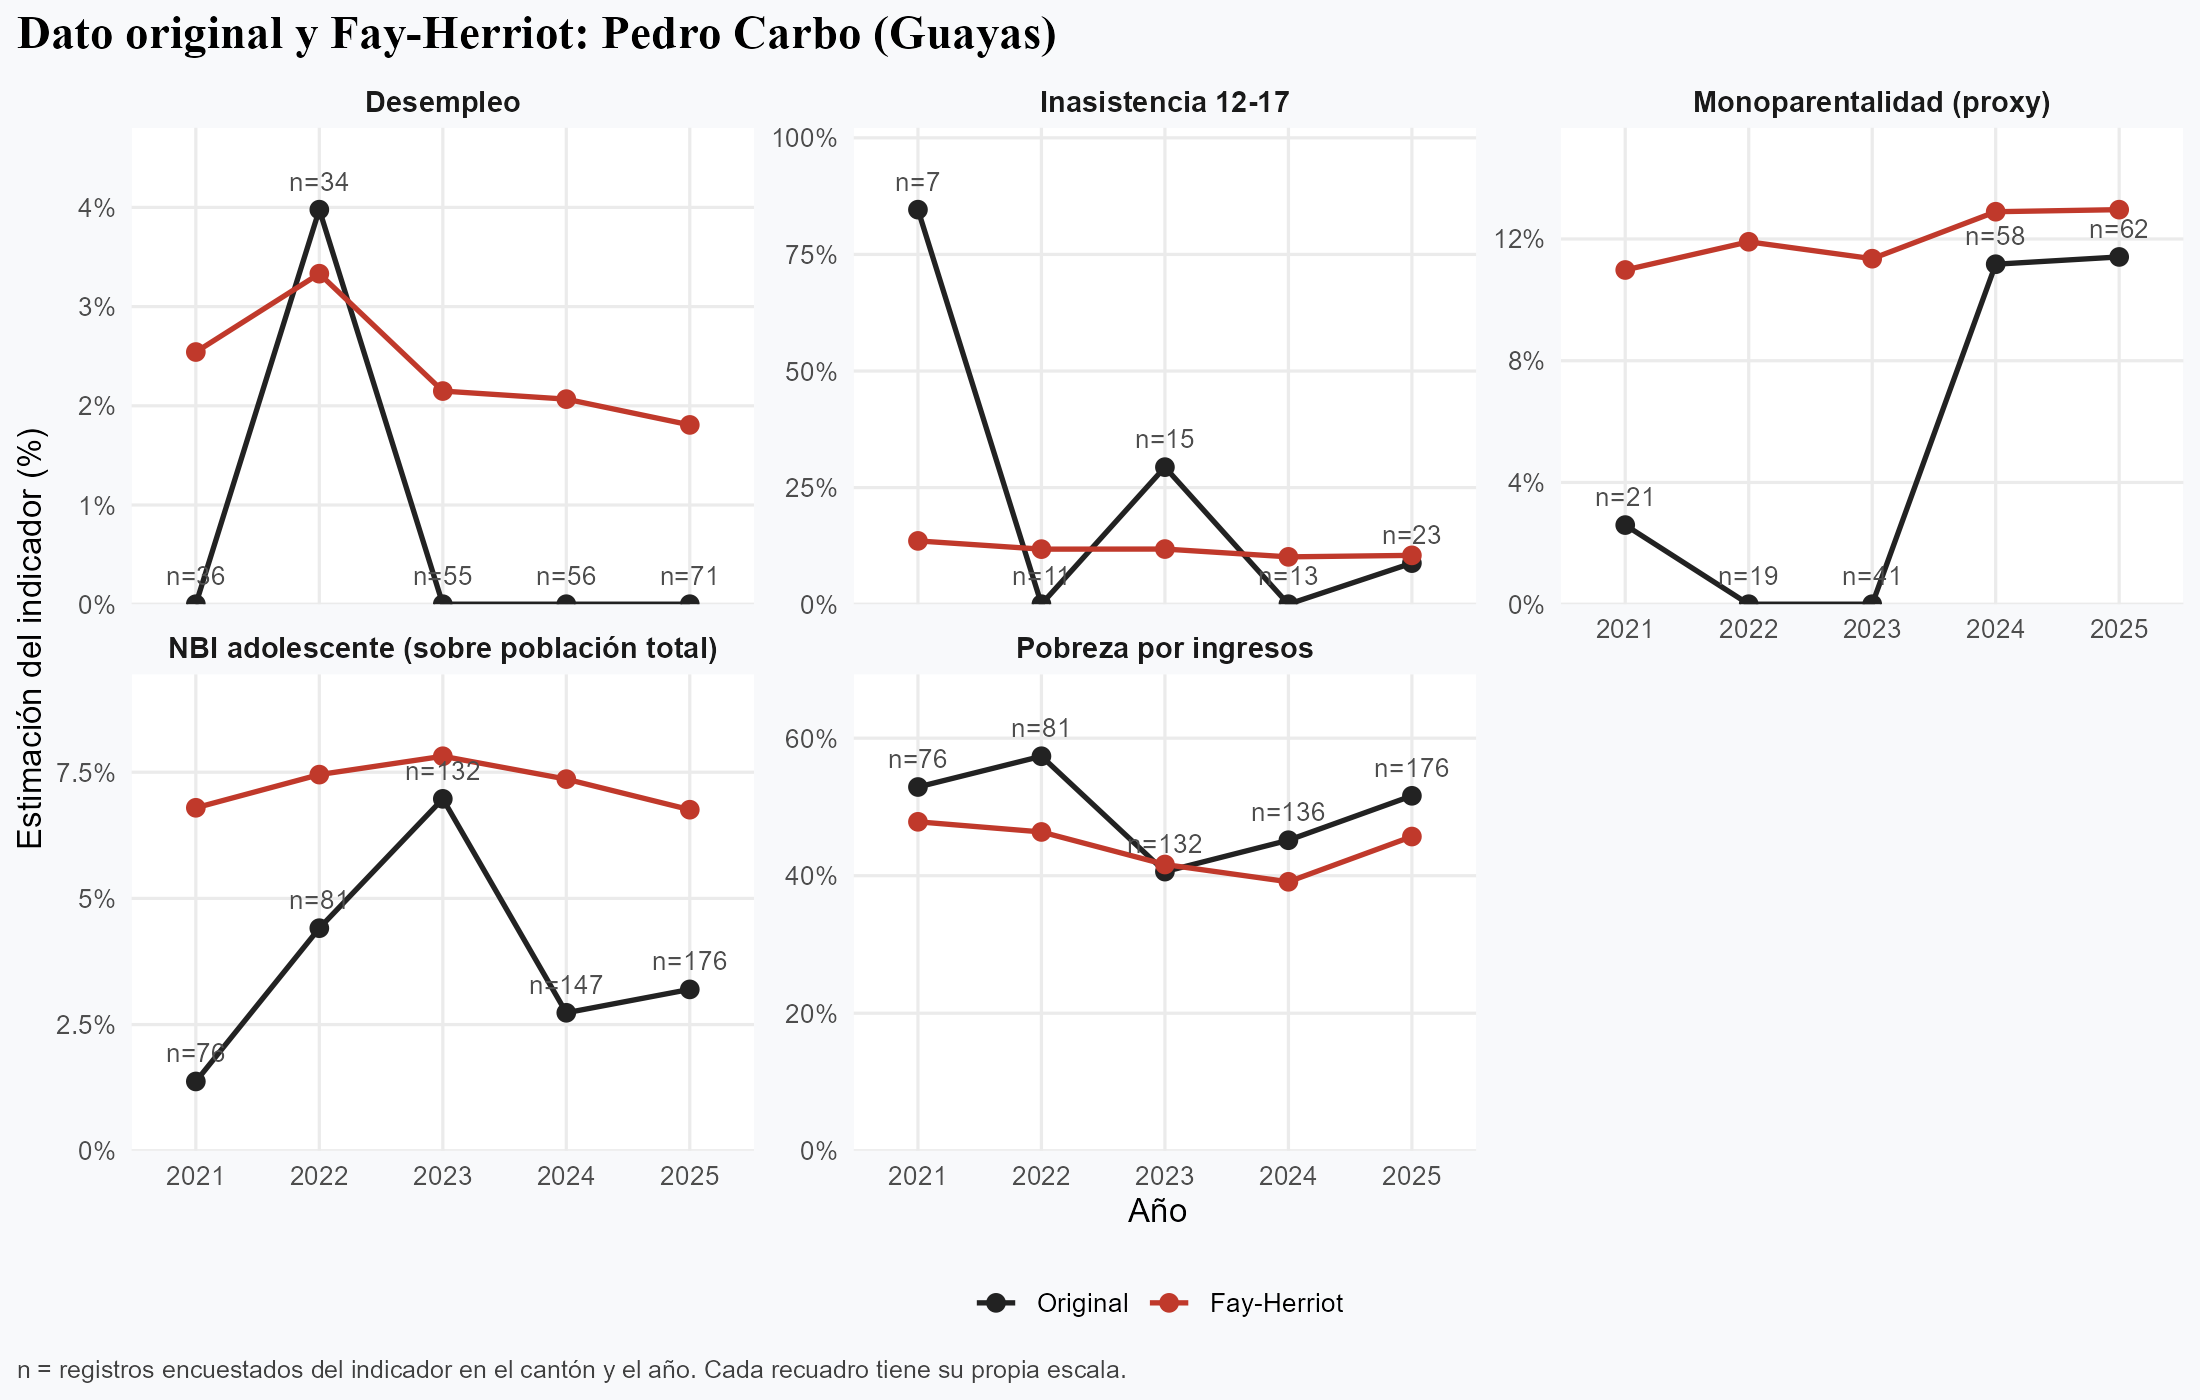 Dato original y Fay-Herriot: Pedro Carbo (Guayas)
Estimación del indicador (%)
Desempleo
4%
3%
2%
1%
0%
n=36
n=34
n=55
n=56
n=71
Inasistencia 12-17
100%
75%
50%
25%
0%
n=7
n=11
n=15
n=13
n=23
Monoparentalidad (proxy)
12%
8%
4%
0%
n=21
n=19
n=41
n=58
n=62
2021 2022 2023 2024 2025
NBI adolescente (sobre población total)
7.5%
5%
2.5%
0%
n=76
n=81
n=132
n=147
n=176
2021 2022 2023 2024 2025
Pobreza por ingresos
60%
40%
20%
0%
n=76
n=81
n=132
n=136
n=176
2021 2022 2023 2024 2025
Año
Original Fay-Herriot
n = registros encuestados del indicador en el cantón y el año. Cada recuadro tiene su propia escala.